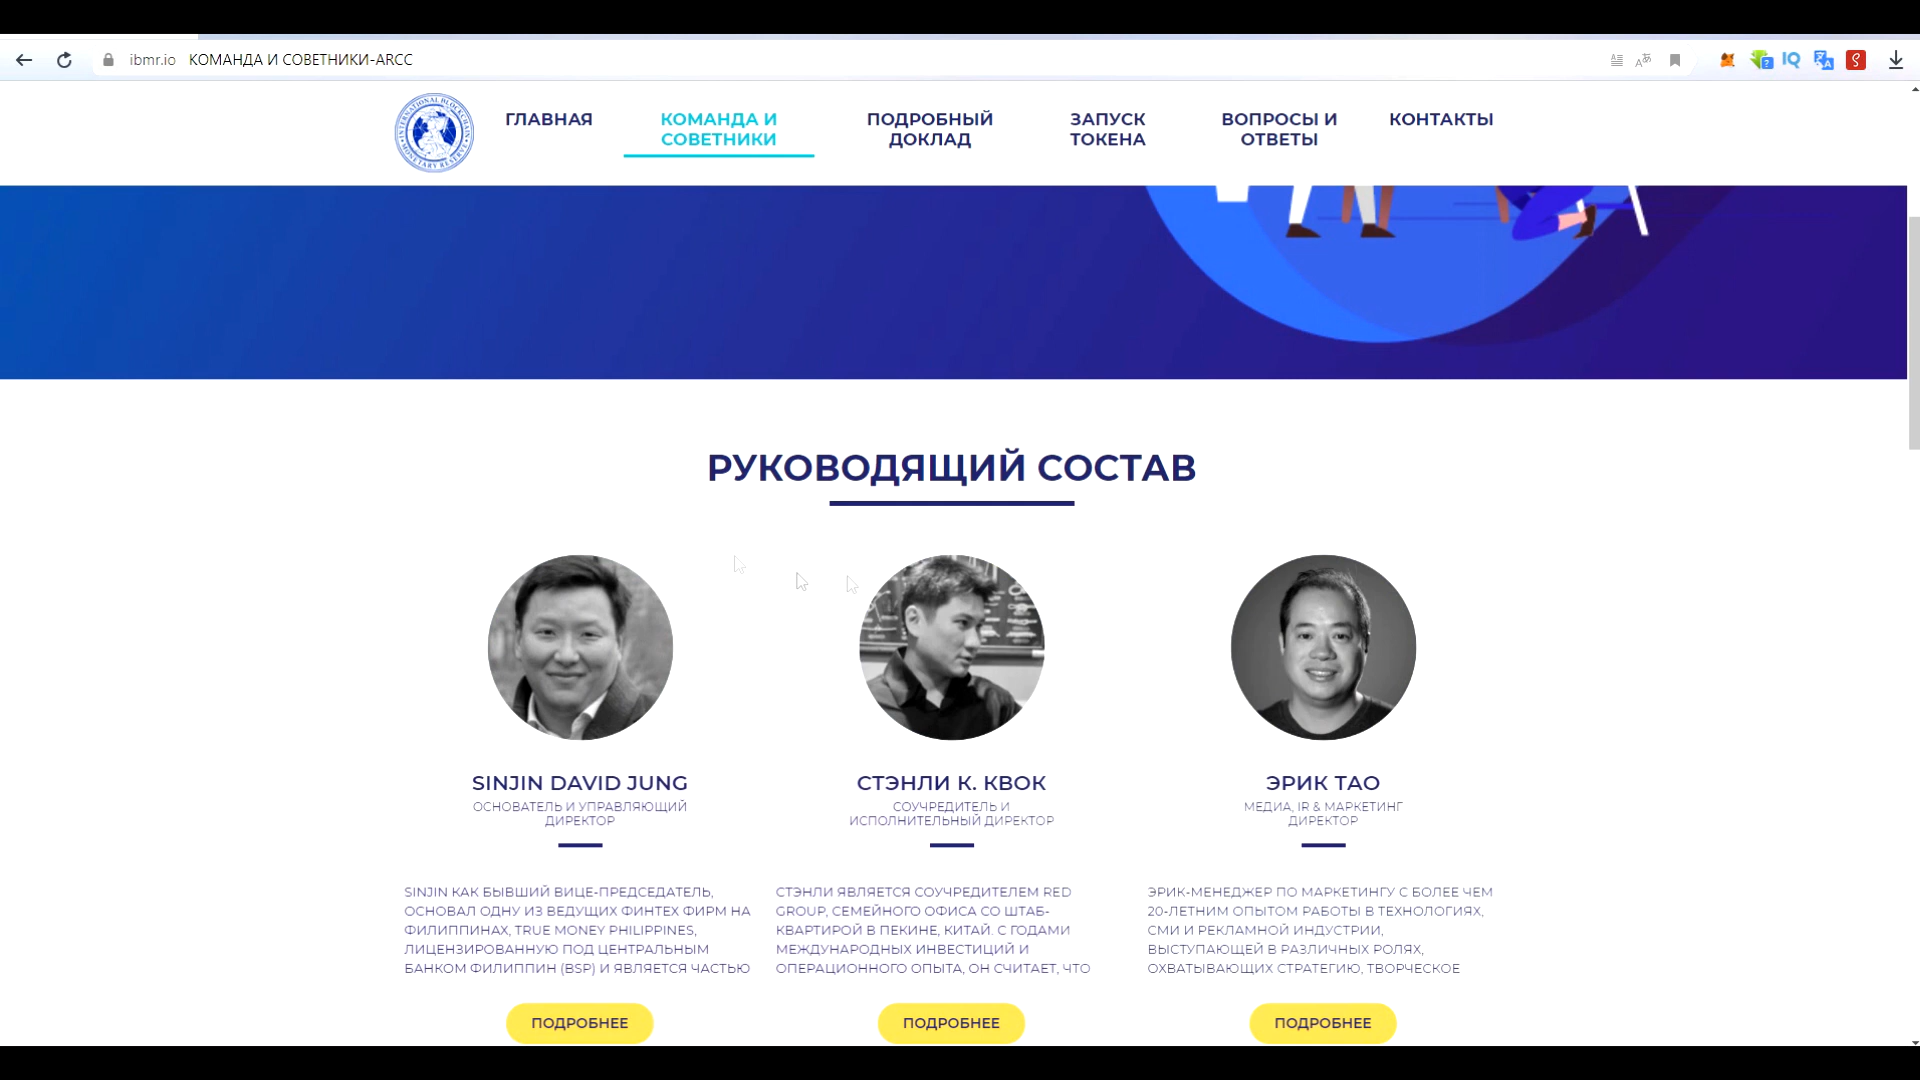 ibmr.io КОМАНДА И СОВЕТНИКИ-ARCC
INTERNATIONAL BLOCKCHAIN
MONETARY RESERVE
ГЛАВНАЯ
КОМАНДА И
СОВЕТНИКИ
ПОДРОБНЫЙ
ДОКЛАД
ЗАПУСК
ТОКЕНА
ВОПРОСЫ И
ОТВЕТЫ
КОНТАКТЫ
РУКОВОДЯЩИЙ СОСТАВ
SINJIN DAVID JUNG
ОСНОВАТЕЛЬ И УПРАВЛЯЮЩИЙ
ДИРЕКТОР
SINJIN КАК БЫВШИЙ ВИЦЕ-ПРЕДСЕДАТЕЛЬ,
ОСНОВАЛ ОДНУ ИЗ ВЕДУЩИХ ФИНТЕХ ФИРМ НА
ФИЛИППИНАХ, TRUE MONEY PHILIPPINES,
ЛИЦЕНЗИРОВАННУЮ ПОД ЦЕНТРАЛЬНЫМ
БАНКОМ ФИЛИППИН (BSP) И ЯВЛЯЕТСЯ ЧАСТЬЮ
ПОДРОБНЕЕ
СТЭНЛИ К. КВОК
СОУЧРЕДИТЕЛЬ И
ИСПОЛНИТЕЛЬНЫЙ ДИРЕКТОР
СТЭНЛИ ЯВЛЯЕТСЯ СОУЧРЕДИТЕЛЕМ RED
GROUP, СЕМЕЙНОГО ОФИСА СО ШТАБ-
КВАРТИРОЙ В ПЕКИНЕ, КИТАЙ. С ГОДАМИ
МЕЖДУНАРОДНЫХ ИНВЕСТИЦИЙ И
ОПЕРАЦИОННОГО ОПЫТА, ОН СЧИТАЕТ, ЧТО
ПОДРОБНЕЕ
ЭРИК ТАО
МЕДИА, IR & МАРКЕТИНГ
ДИРЕКТОР
ЭРИК-МЕНЕДЖЕР ПО МАРКЕТИНГУ С БОЛЕЕ ЧЕМ
20-ЛЕТНИМ ОПЫТОМ РАБОТЫ В ТЕХНОЛОГИЯХ,
СМИ И РЕКЛАМНОЙ ИНДУСТРИИ,
ВЫСТУПАЮЩЕЙ В РАЗЛИЧНЫХ РОЛЯХ,
ОХВАТЫВАЮЩИХ СТРАТЕГИЮ, ТВОРЧЕСКОЕ
ПОДРОБНЕЕ